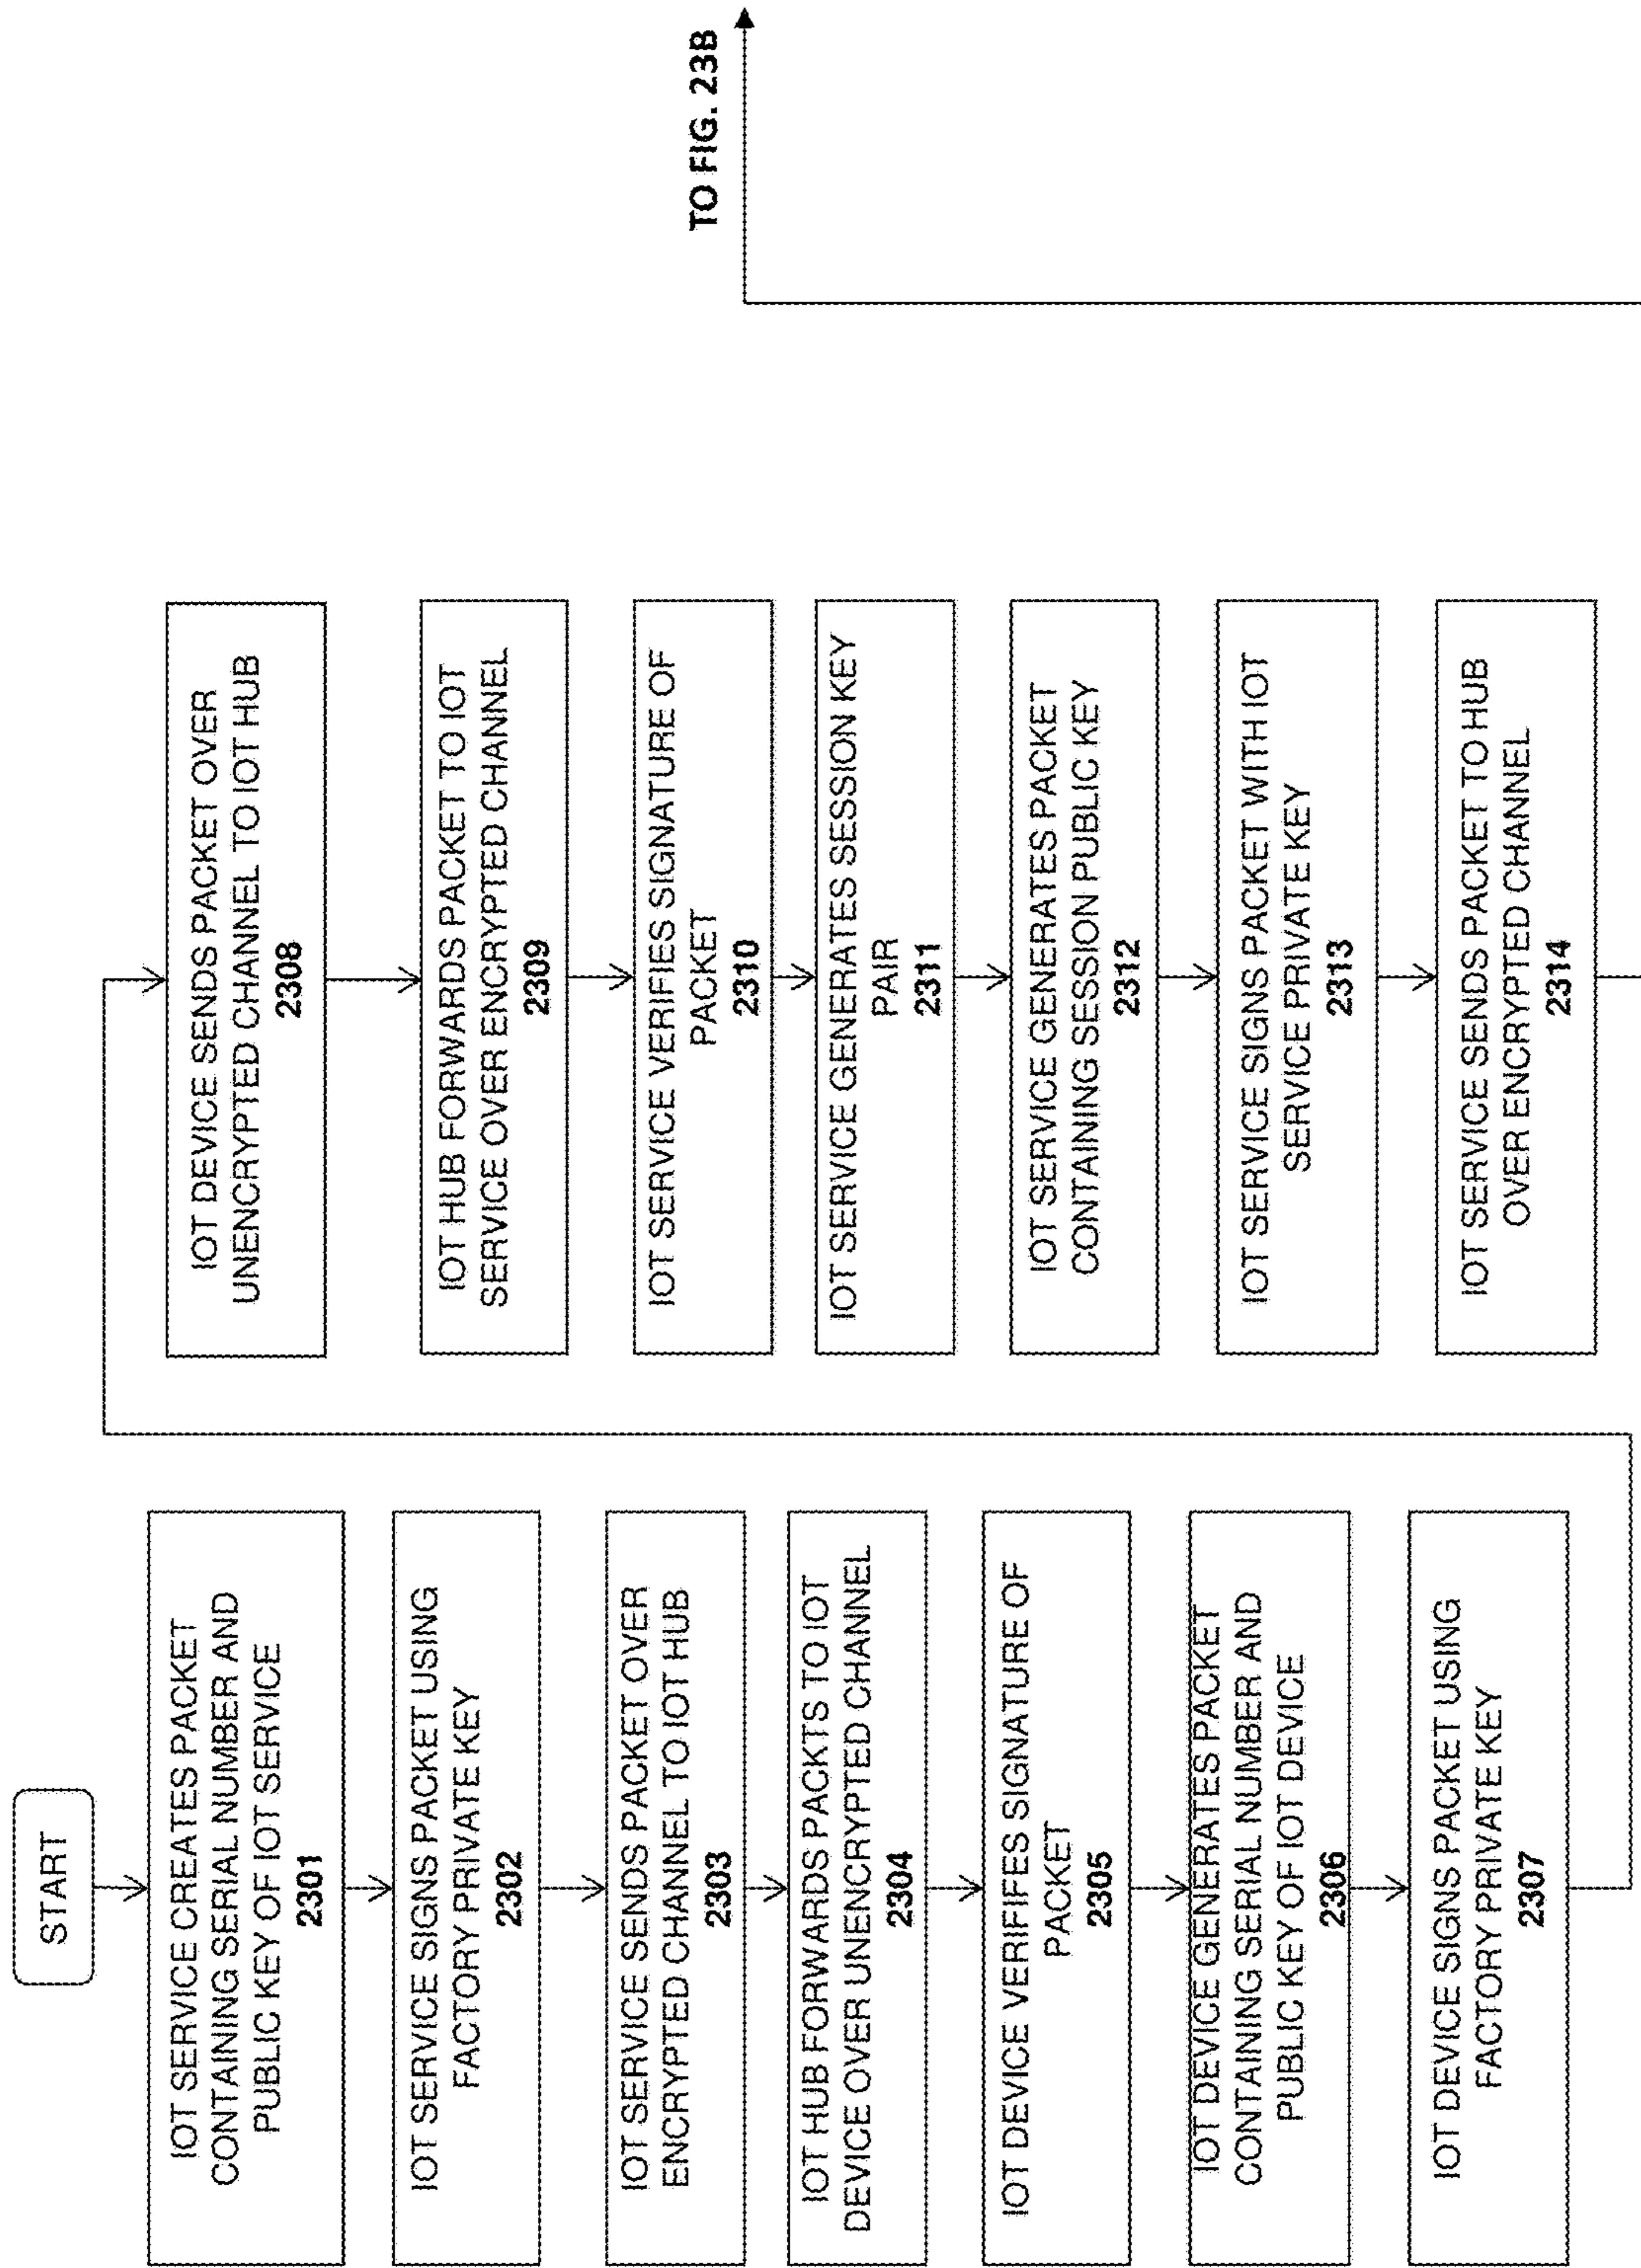 START
IOT SERVICE CREATES PACKET
CONTAINING SERIAL NUMBER AND
PUBLIC KEY OF IOT SERVICE
2301
IOT SERVICE SIGNS PACKET USING
FACTORY PRIVATE KEY
2302
IOT SERVICE SENDS PACKET OVER
ENCRYPTED CHANNEL TO IOT HUB
2303
IOT HUB FORWARDS PACKTS TO IOT
DEVICE OVER UNENCRYPTED CHANNEL
2304
IOT DEVICE VERIFIFES SIGNATURE OF
PACKET
2305
IOT DEVICE GENERATES PACKET
CONTAINING SERIAL NUMBER AND
PUBLIC KEY OF IOT DEVICE
2306
IOT DEVICE SIGNS PACKET USING
FACTORY PRIVATE KEY
2307
IOT DEVICE SENDS PACKET OVER
UNENCRYPTED CHANNEL TO IOT HUB
2308
IOT HUB FORWARDS PACKET TO IOT
SERVICE OVER ENCRYPTED CHANNEL
2309
IOT SERVICE VERIFIES SIGNATURE OF
PACKET
2310
IOT SERVICE GENERATES SESSION KEY
PAIR
2311
IOT SERVICE GENERATES PACKET
CONTAINING SESSION PUBLIC KEY
2312
IOT SERVICE SIGNS PACKET WITH IOT
SERVICE PRIVATE KEY
2313
IOT SERVICE SENDS PACKET TO HUB
OVER ENCRYPTED CHANNEL
2314
TO FIG. 23B